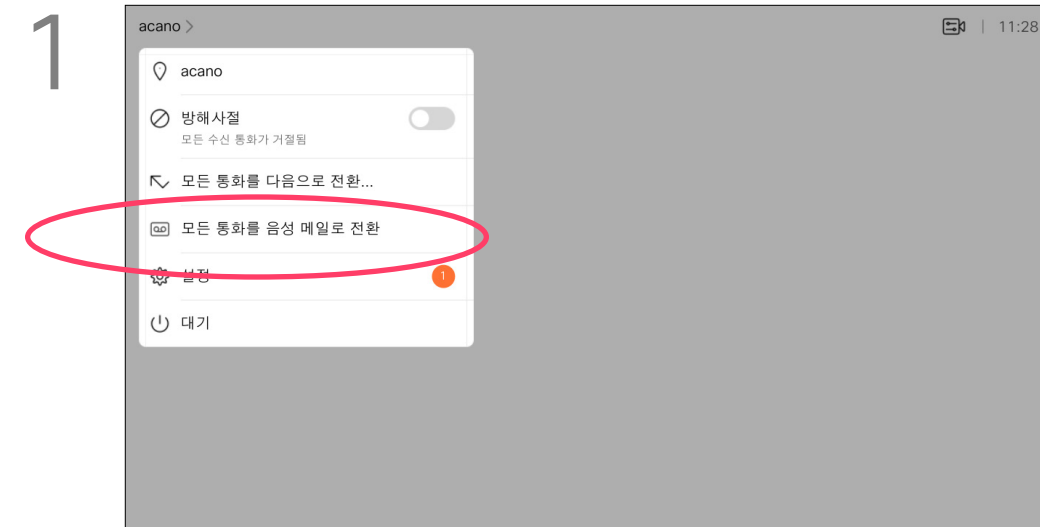 1
acano >
11:28
acano
방해사절
모든 수신 통화가 거절됨
모든 통화를 다음으로 전환...
모든 통화를 음성 메일로 전환
설정
1
대기